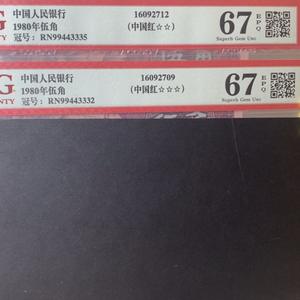 G
中国人民银行 16092712 67 EPQ
1980年伍角 (中国红☆☆) Superb Gem Unc
NTY 冠号: RN99443335
G
中国人民银行 16092709 67 EPQ
1980年伍角 (中国红☆☆☆) Superb Gem Unc
NTY 冠号: RN99443332